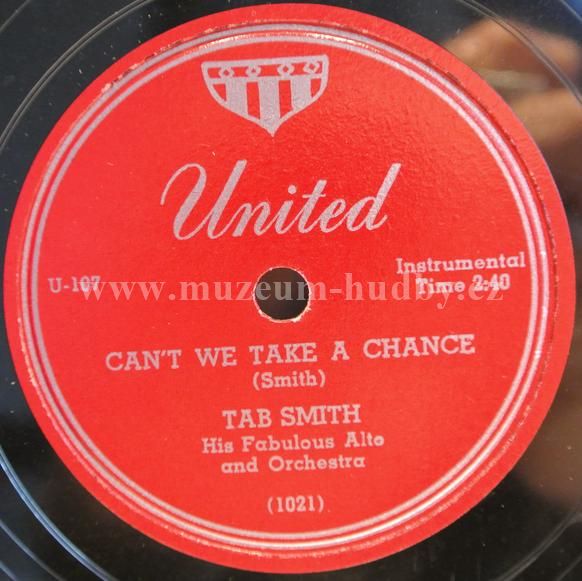 United
U-107
Instrumental
Time 2:40
www.muzeum-hudby.cz
CAN'T WE TAKE A CHANCE
(Smith)
TAB SMITH
His Fabulous Alto
and Orchestra
(1021)